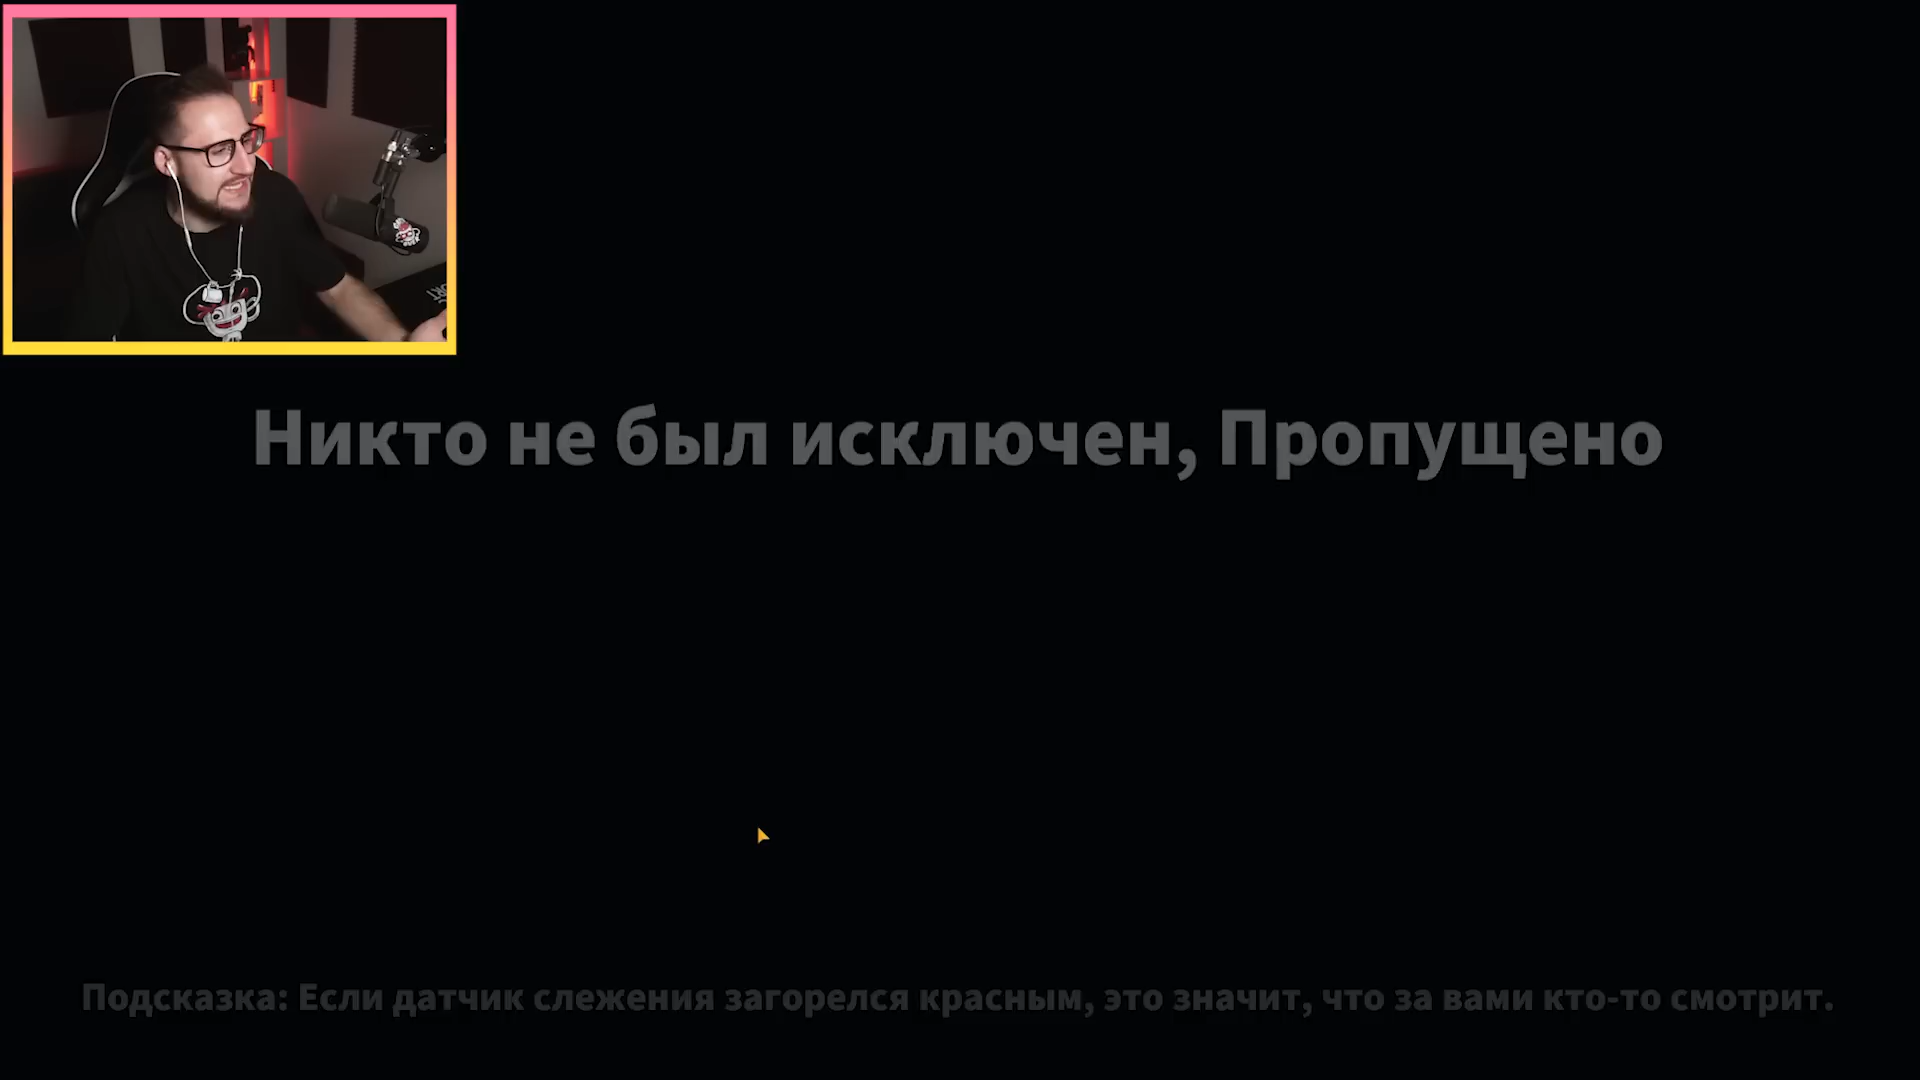 Никто не был исключен, Пропущено
Подсказка: Если датчик слежения загорелся красным, это значит, что за вами кто-то смотрит.